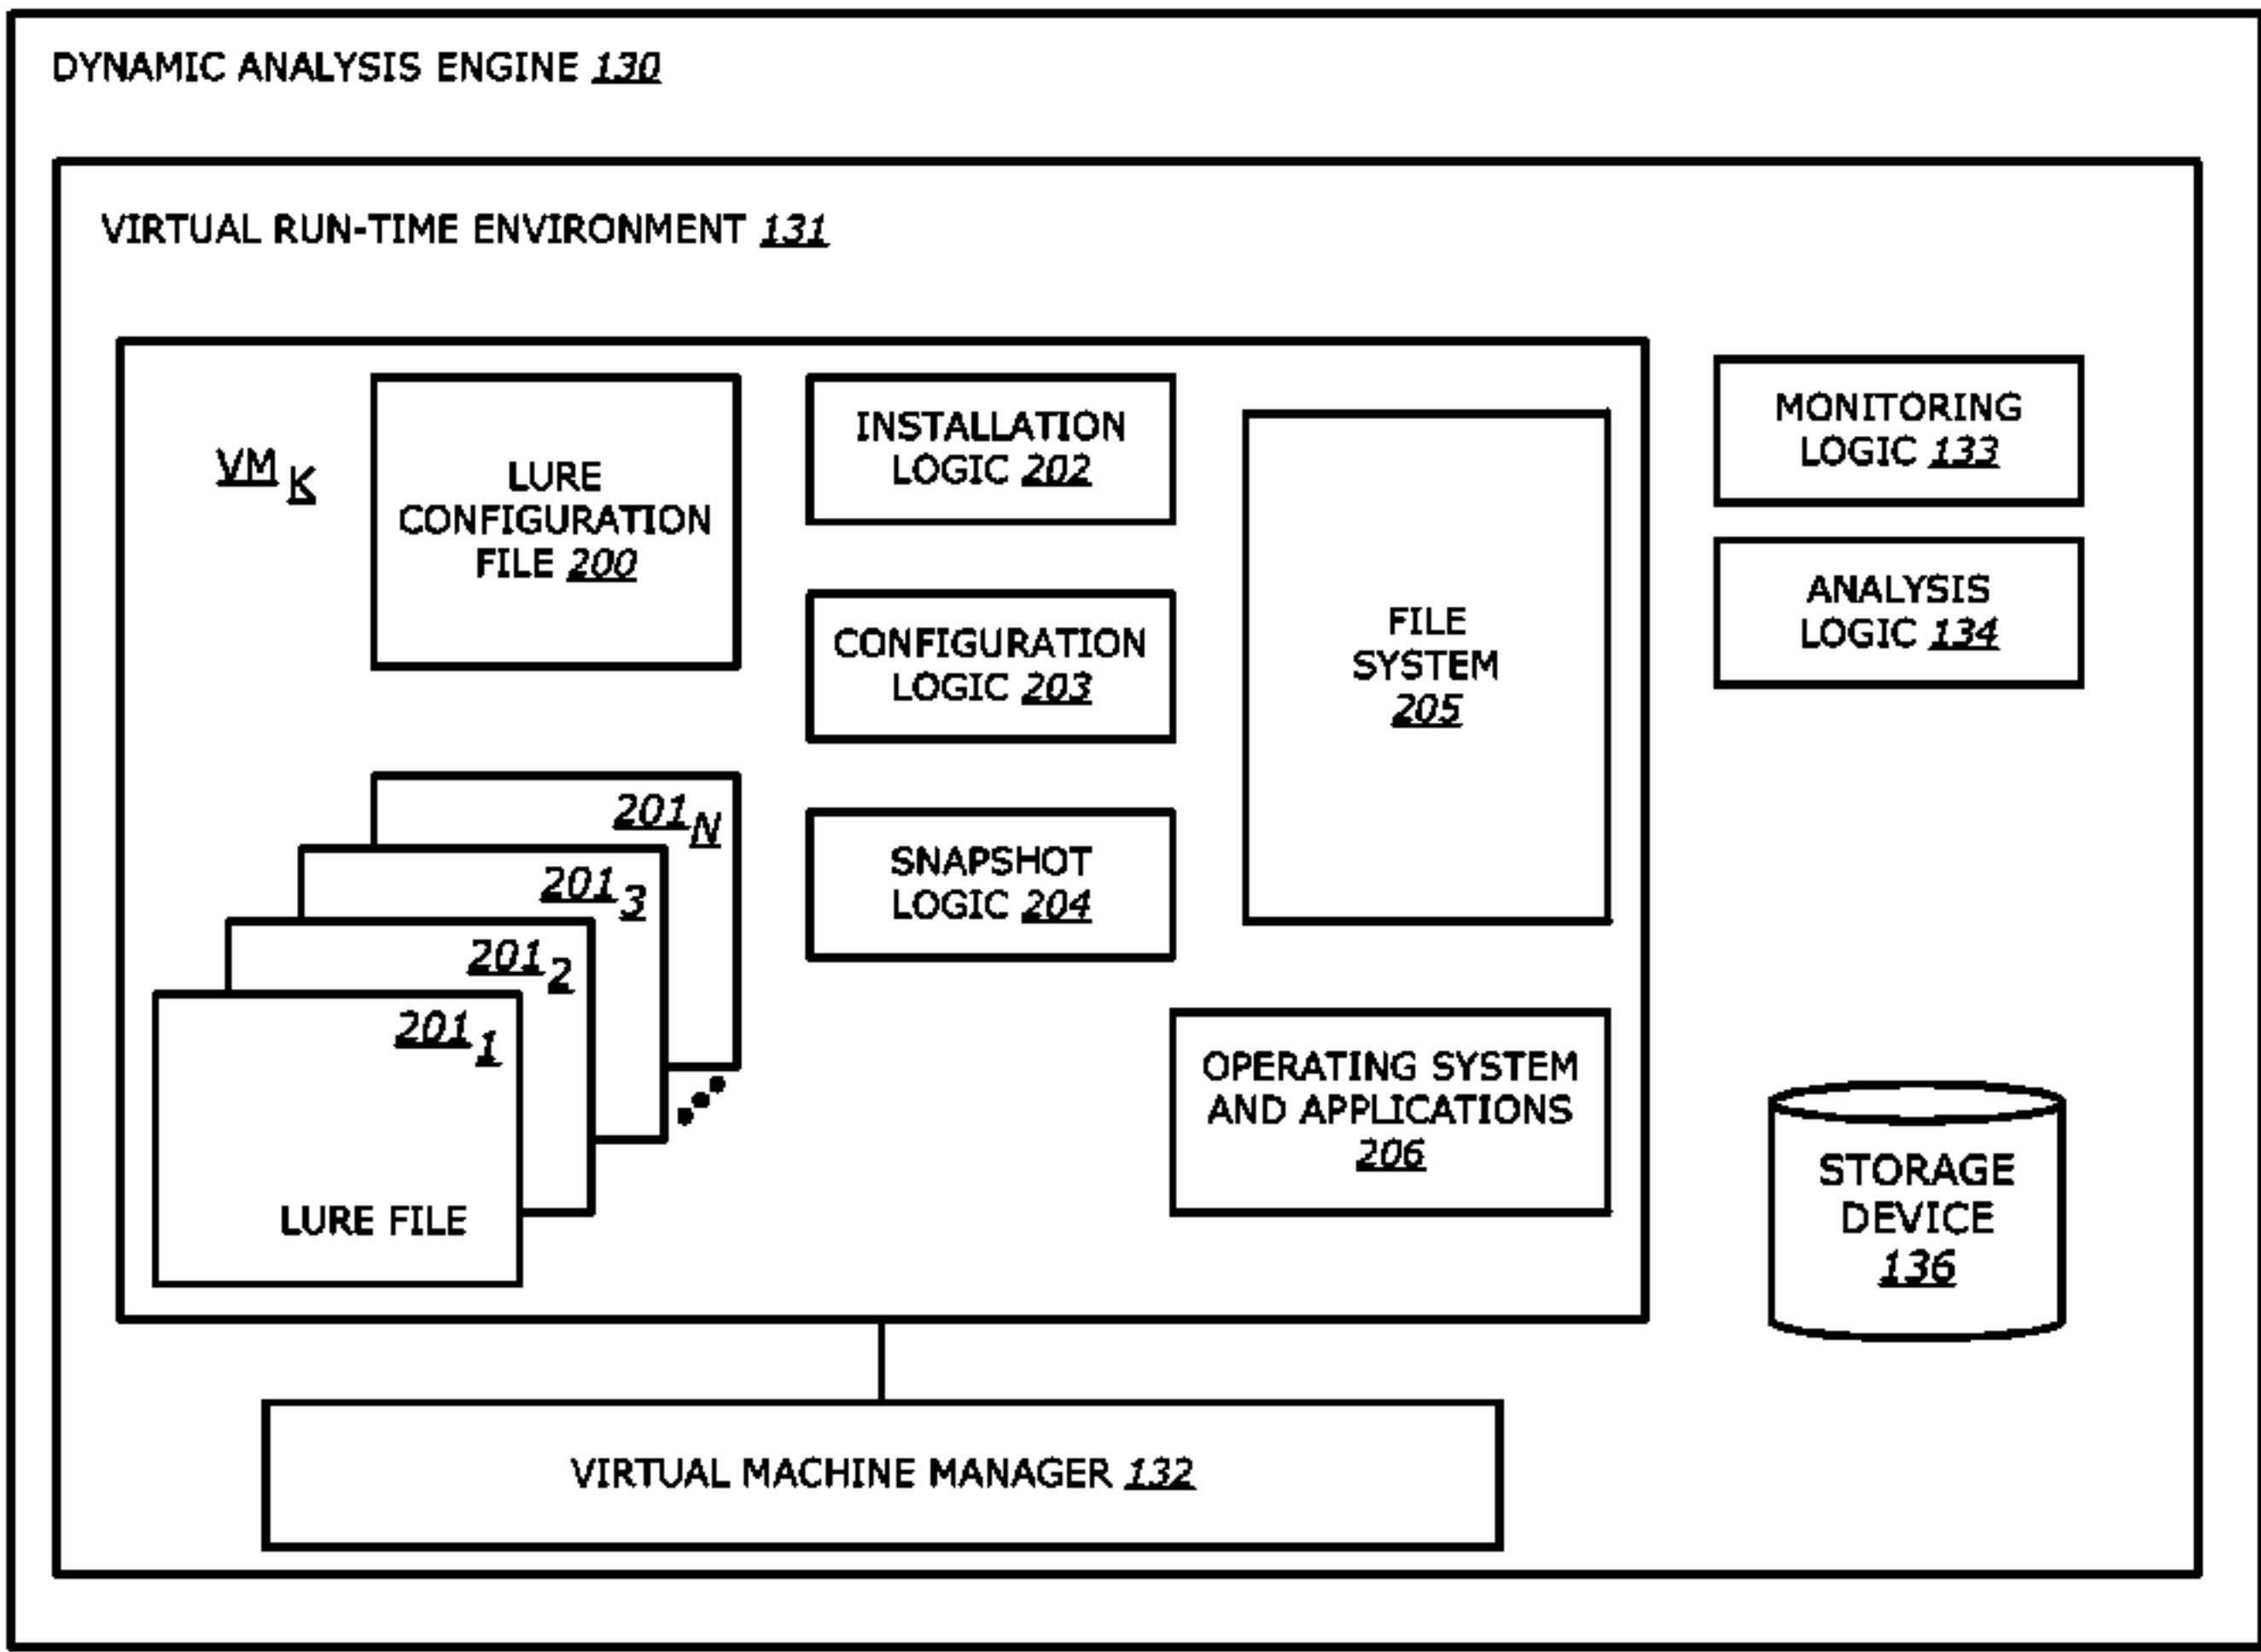 DYNAMIC ANALYSIS ENGINE 130
VIRTUAL RUN-TIME ENVIRONMENT 131
VMK
LURE
CONFIGURATION
FILE 200
INSTALLATION
LOGIC 202
CONFIGURATION
LOGIC 203
SNAPSHOT
LOGIC 204
FILE
SYSTEM
205
MONITORING
LOGIC 133
ANALYSIS
LOGIC 134
201N
2013
2012
2011
LURE FILE
OPERATING SYSTEM
AND APPLICATIONS
206
STORAGE
DEVICE
136
VIRTUAL MACHINE MANAGER 132